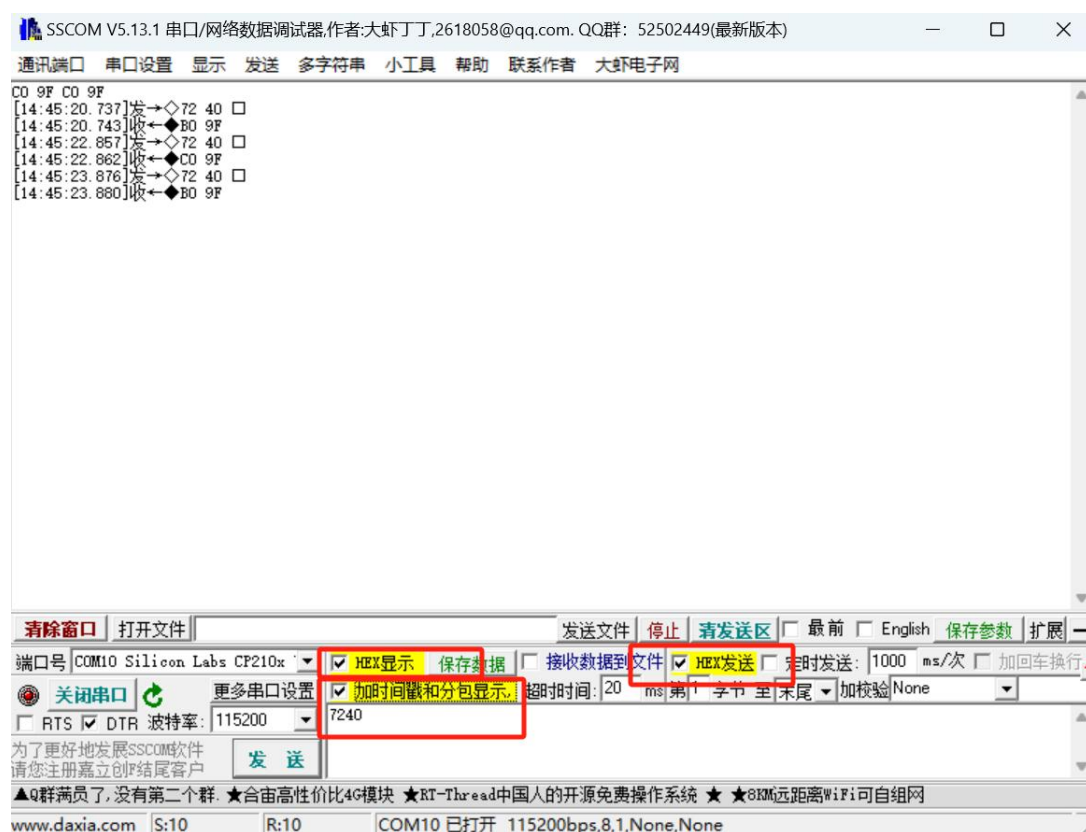 SSCOM V5.13.1 串口/网络数据调试器,作者:大虾丁丁,2618058@qq.com. QQ群: 52502449(最新版本)
通讯端口 串口设置 显示 发送 多字符串 小工具 帮助 联系作者 大虾电子网
C0 9F C0 9F
[14:45:20.737]发→◇72 40 □
[14:45:20.743]收←◆B0 9F
[14:45:22.857]发→◇72 40 □
[14:45:22.862]收←◆C0 9F
[14:45:23.876]发→◇72 40 □
[14:45:23.880]收←◆B0 9F
清除窗口 打开文件 发送文件 停止 清发送区 最前 English 保存参数 扩展 —
端口号 COM10 Silicon Labs CP210x HEX显示 保存数据 接收数据到文件 HEX发送 定时发送: 1000 ms/次 加回车换行
关闭串口 更多串口设置 加时间戳和分包显示, 超时时间: 20 ms 第 1 字节 至 末尾 加校验 None
RTS DTR 波特率: 115200 7240
为了更好地发展SSCOM软件
请您注册嘉立创F结尾客户 发 送
▲Q群满员了,没有第二个群. ★合宙高性价比4G模块 ★RT-Thread中国人的开源免费操作系统 ★ ★8KM远距离WiFi可自组网
www.daxia.com S:10 R:10 COM10 已打开 115200bps,8,1,None,None